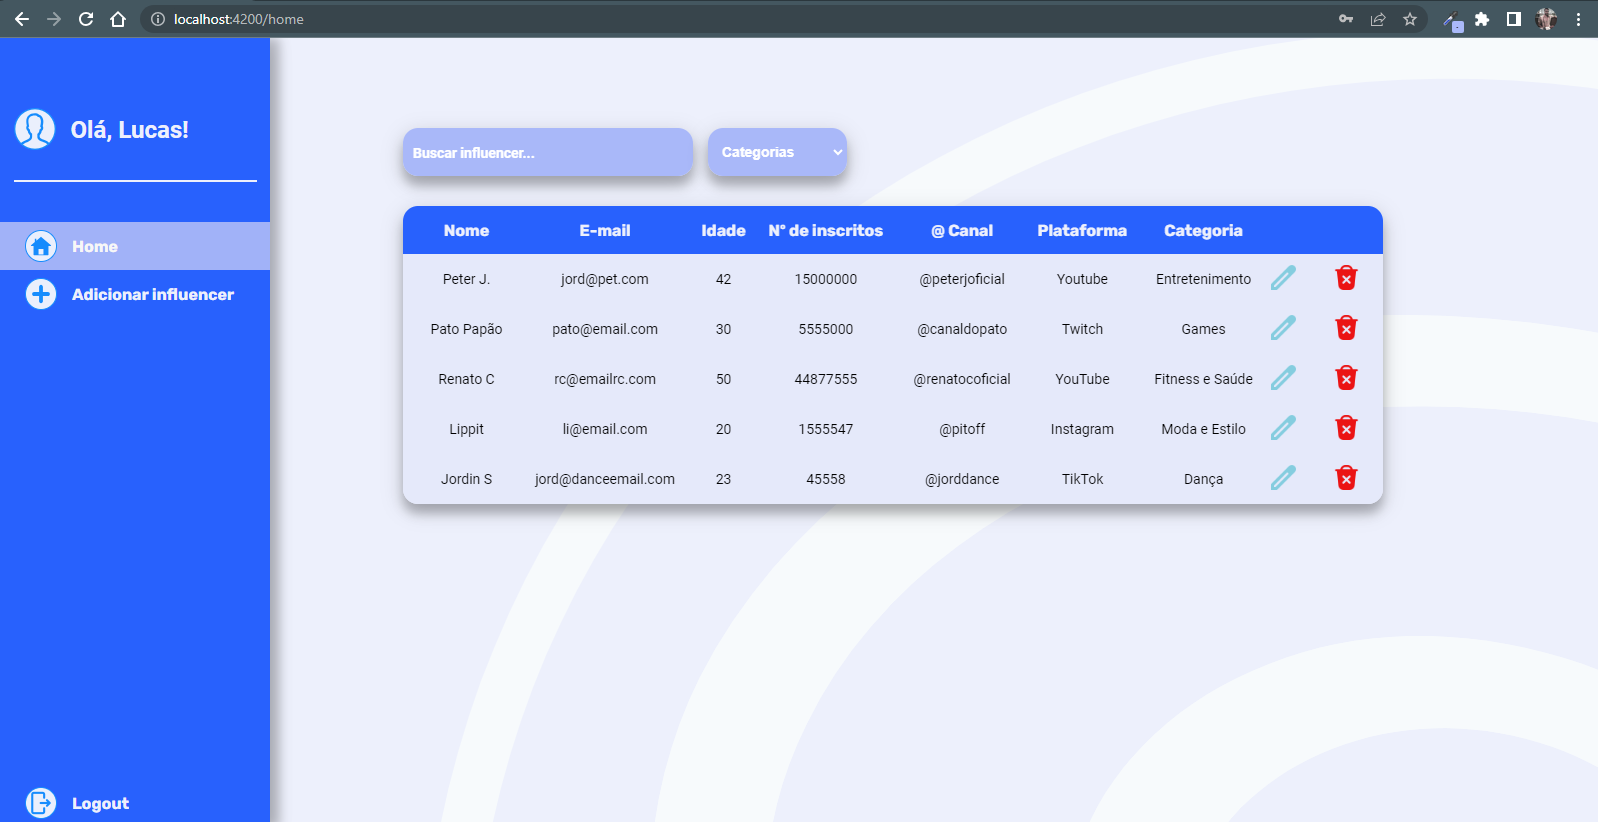 localhost:4200/home
Olá, Lucas!
Home
Adicionar influencer
Logout
Buscar influencer... Categorias
Nome E-mail Idade Nº de inscritos @ Canal Plataforma Categoria
Peter J. jord@pet.com 42 15000000 @peterjoficial Youtube Entretenimento
Pato Papão pato@email.com 30 5555000 @canaldopato Twitch Games
Renato C rc@emailrc.com 50 44877555 @renatocoficial YouTube Fitness e Saúde
Lippit li@email.com 20 1555547 @pitoff Instagram Moda e Estilo
Jordin S jord@danceemail.com 23 45558 @jorddance TikTok Dança